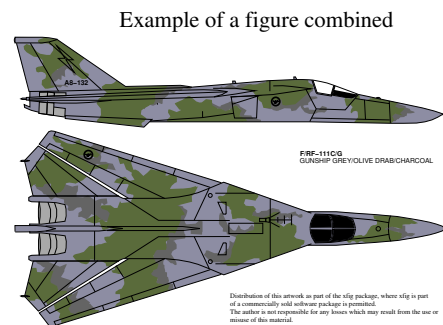 Example of a figure combined
A8-132
F/RF-111C/G
GUNSHIP GREY/OLIVE DRAB/CHARCOAL
Distribution of this artwork as part of the xfig package, where xfig is part
of a commercially sold software package is permitted.
The author is not responsible for any losses which may result from the use or
misuse of this material.